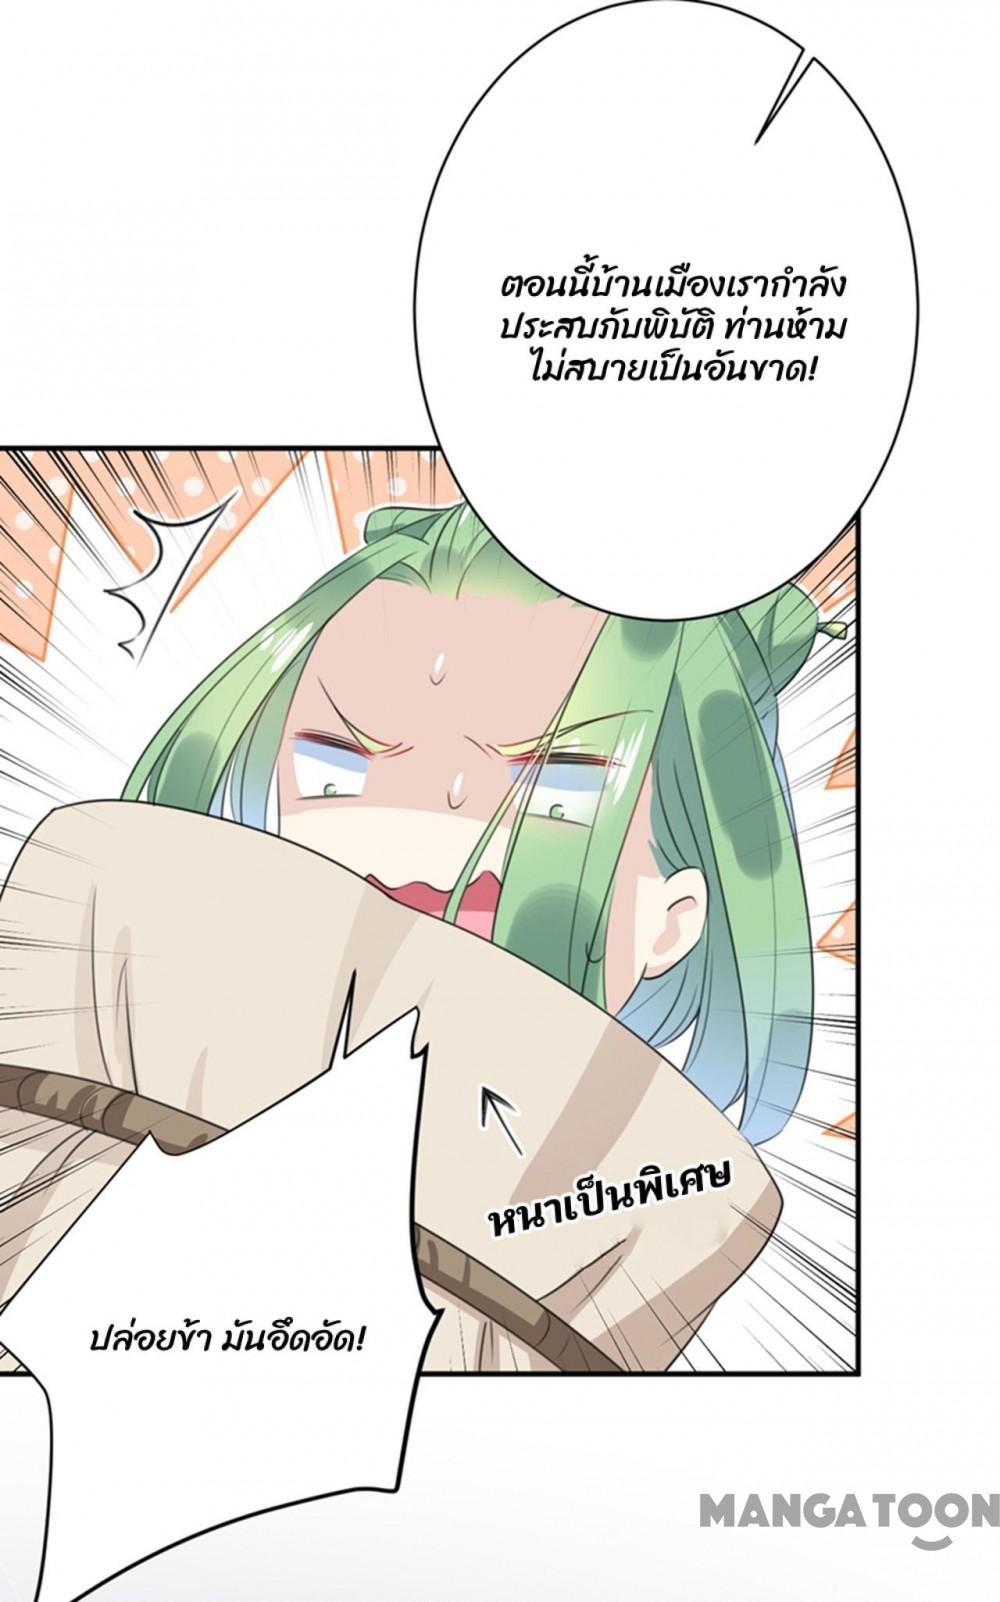 ตอนนี้บ้านเมืองเรากำลัง
ประสบภับพิบัติ ท่านห้าม
ไม่สบายเป็นอันขาด!
หนาเป็นพิเศษ
ปล่อยข้า มันอึดอัด!
MANGATOON